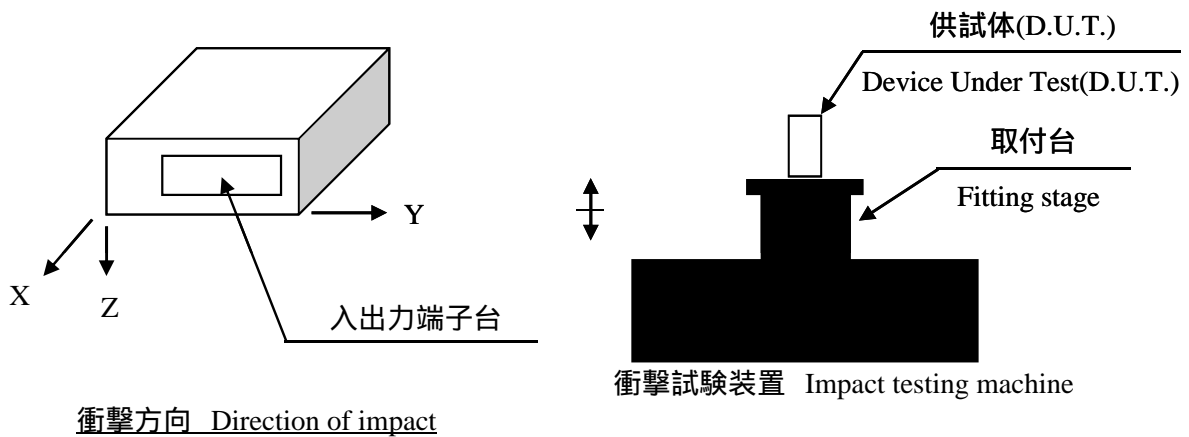 供試体(D.U.T.)
Device Under Test(D.U.T.)
取付台
Fitting stage
Y
X
Z
入出力端子台
衝撃試験装置 Impact testing machine
衝撃方向 Direction of impact